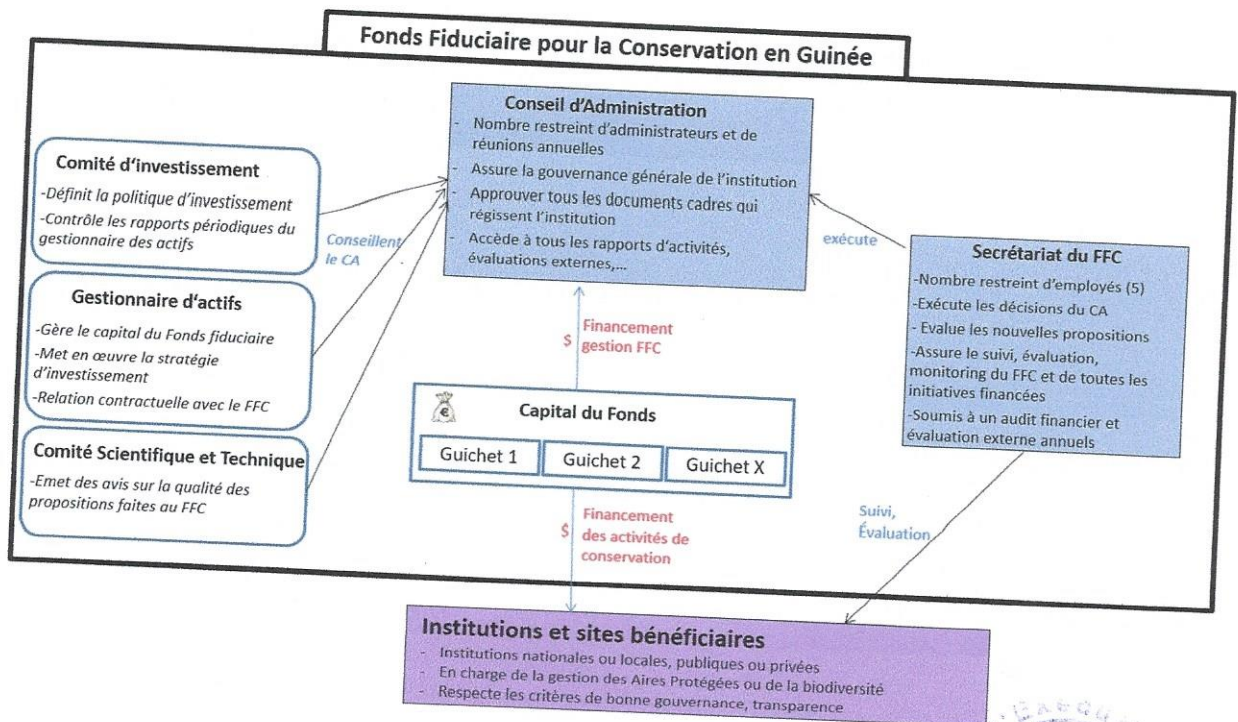 Fonds Fiduciaire pour la Conservation en Guinée
Conseil d'Administration
- Nombre restreint d'administrateurs et de
réunions annuelles
- Assure la gouvernance générale de l'institution
- Approuver tous les documents cadres qui
régissent l'institution
- Accède à tous les rapports d'activités,
évaluations externes,...
Comité d'investissement
-Définit la politique d'investissement
-Contrôle les rapports périodiques du
gestionnaire des actifs
Conseillent
le CA
Gestionnaire d'actifs
-Gère le capital du Fonds fiduciaire
-Met en œuvre la stratégie
d'investissement
-Relation contractuelle avec le FFC
Comité Scientifique et Technique
-Emet des avis sur la qualité des
propositions faites au FFC
exécute
Secrétariat du FFC
-Nombre restreint d'employés (5)
-Exécute les décisions du CA
- Evalue les nouvelles propositions
-Assure le suivi, évaluation,
monitoring du FFC et de toutes les
initiatives financées
-Soumis à un audit financier et
évaluation externe annuels
$ Financement
gestion FFC
€
Capital du Fonds
Guichet 1
Guichet 2
Guichet X
$ Financement
des activités de
conservation
Suivi,
Évaluation
Institutions et sites bénéficiaires
- Institutions nationales ou locales, publiques ou privées
- En charge de la gestion des Aires Protégées ou de la biodiversité
- Respecte les critères de bonne gouvernance, transparence